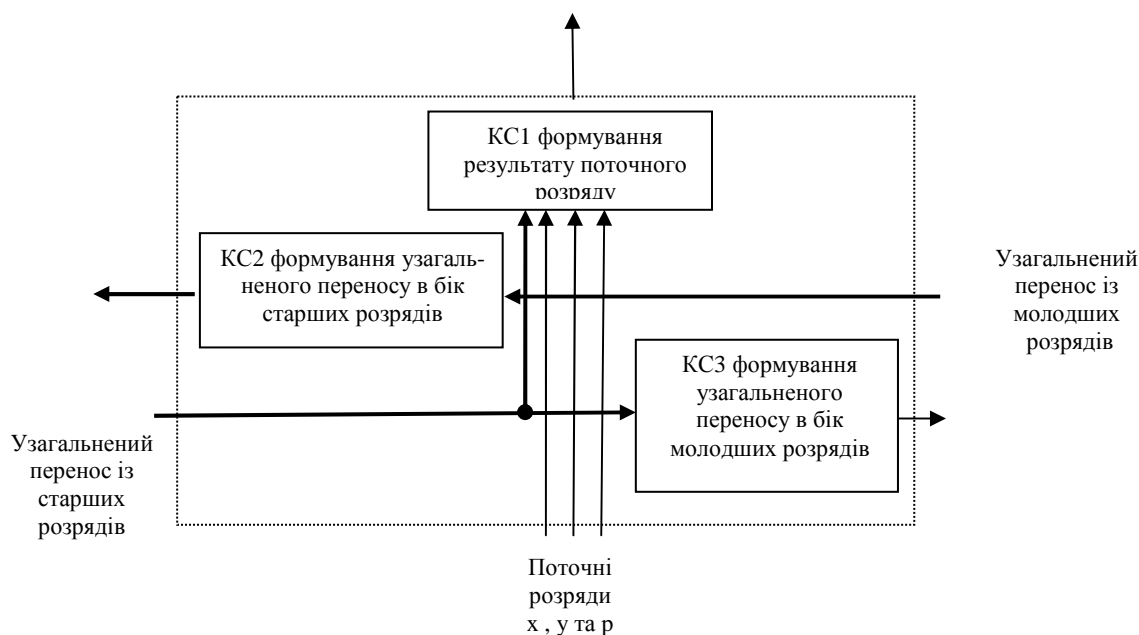 КС1 формування
результату поточного
розряду
КС2 формування узагаль-
неного переносу в бік
старших розрядів
Узагальнений
перенос із
молодших
розрядів
КС3 формування
узагальненого
переносу в бік
молодших розрядів
Узагальнений
перенос із
старших
розрядів
Поточні
розряди
x , y та p